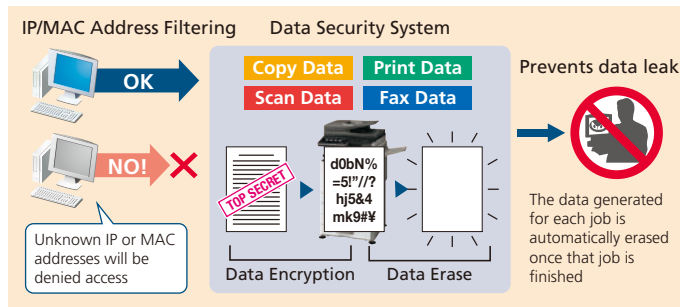 IP/MAC Address Filtering
Data Security System
OK
NO!
Unknown IP or MAC
addresses will be
denied access
Copy Data
Print Data
Scan Data
Fax Data
TOP SECRET
d0bN%
=5!"//?
hj5&4
mk9#¥
Data Encryption
Data Erase
Prevents data leak
The data generated
for each job is
automatically erased
once that job is
finished